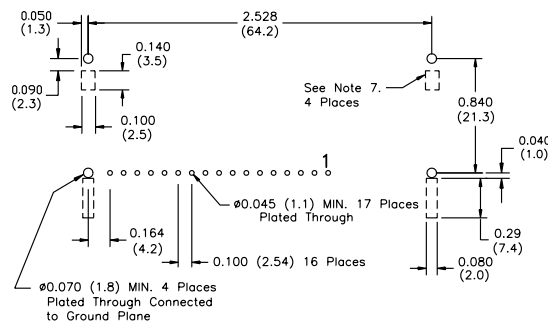 0.050
(1.3)
2.528
(64.2)
0.140
(3.5)
0.090
(2.3)
0.100
(2.5)
See Note 7.
4 Places
0.840
(21.3)
0.040
(1.0)
1
ø0.045 (1.1) MIN. 17 Places
Plated Through
0.164
(4.2)
0.100 (2.54) 16 Places
0.29
(7.4)
0.080
(2.0)
ø0.070 (1.8) MIN. 4 Places
Plated Through Connected
to Ground Plane